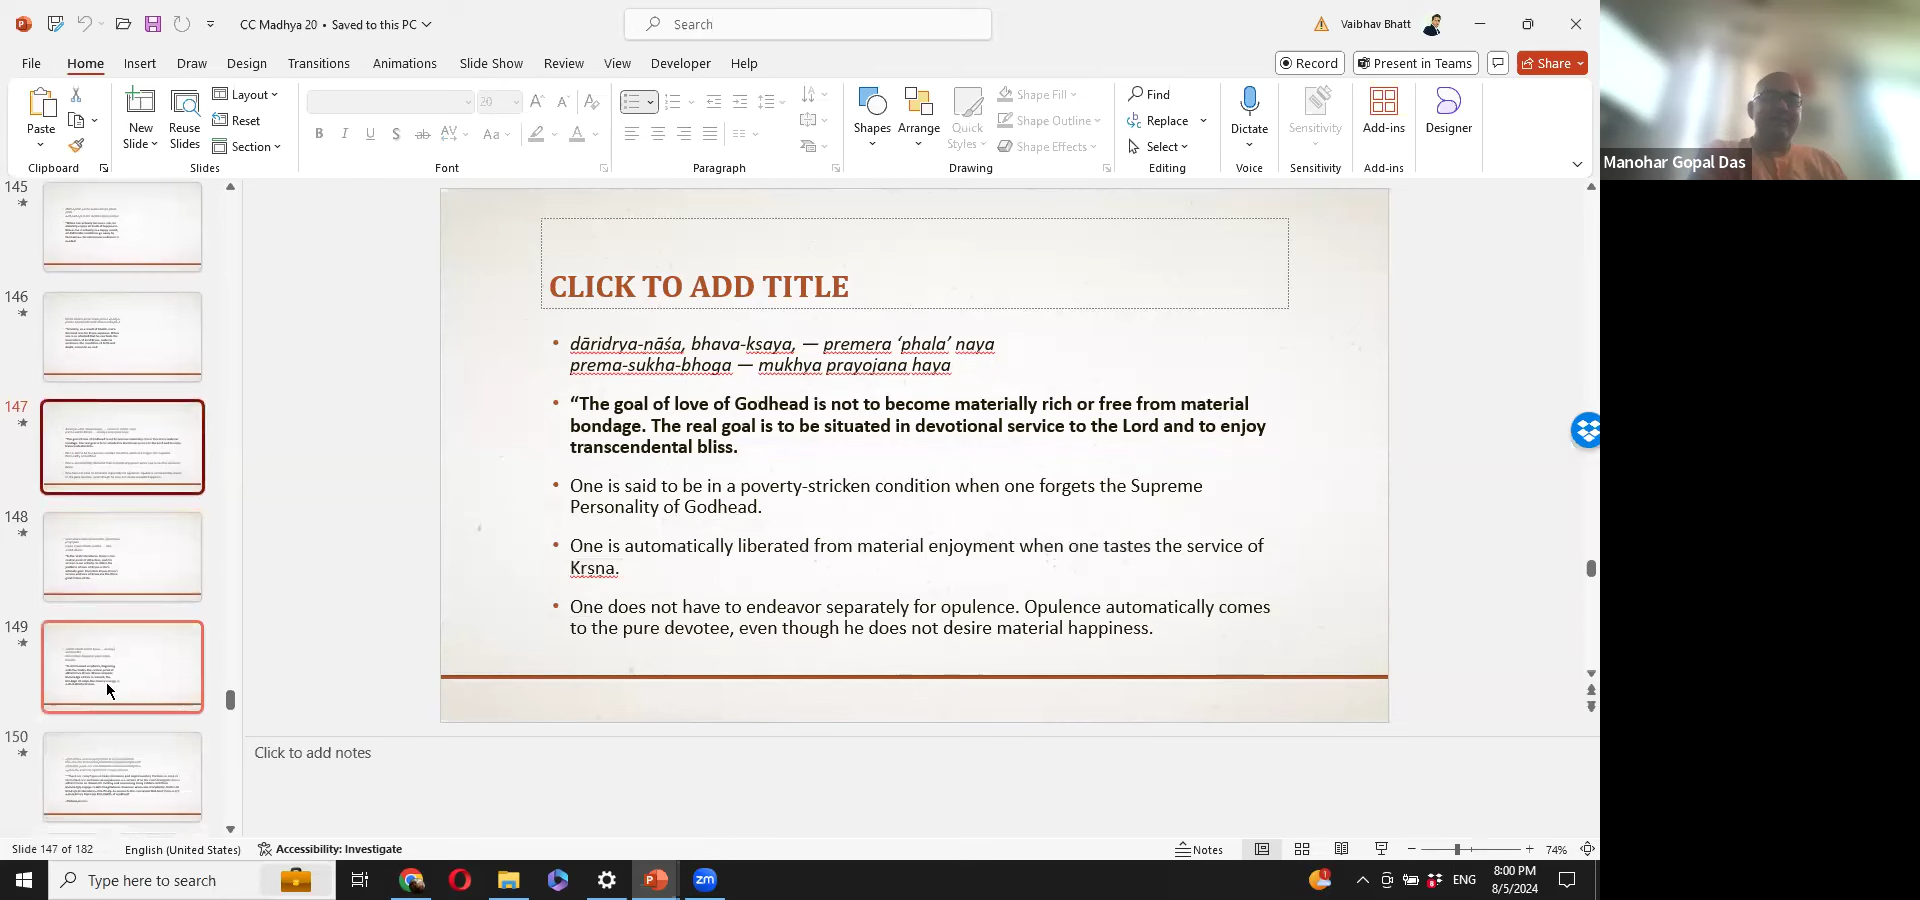 CC Madhya 20 • Saved to this PC
Search
Vaibhav Bhatt
File Home Insert Draw Design Transitions Animations Slide Show Review View Developer Help
Record
Present in Teams
Share
Paste
Clipboard
New Slide
Reuse Slides
Layout
Reset
Section
Slides
20
Font
Paragraph
Shapes
Arrange
Quick Styles
Shape Fill
Shape Outline
Shape Effects
Drawing
Find
Replace
Select
Editing
Dictate
Voice
Sensitivity
Sensitivity
Add-ins
Add-ins
Designer
Manohar Gopal Das
145
146
147
148
149
150
CLICK TO ADD TITLE
• dāridrya-nāśa, bhava-kṣaya, — premera ‘phala’ naya
prema-sukha-bhoga — mukhya prayojana haya
• “The goal of love of Godhead is not to become materially rich or free from material
bondage. The real goal is to be situated in devotional service to the Lord and to enjoy
transcendental bliss.
• One is said to be in a poverty-stricken condition when one forgets the Supreme
Personality of Godhead.
• One is automatically liberated from material enjoyment when one tastes the service of
Kṛṣṇa.
• One does not have to endeavor separately for opulence. Opulence automatically comes
to the pure devotee, even though he does not desire material happiness.
Click to add notes
Slide 147 of 182
English (United States)
Accessibility: Investigate
Notes
74%
Type here to search
zm
ENG
8:00 PM
8/5/2024